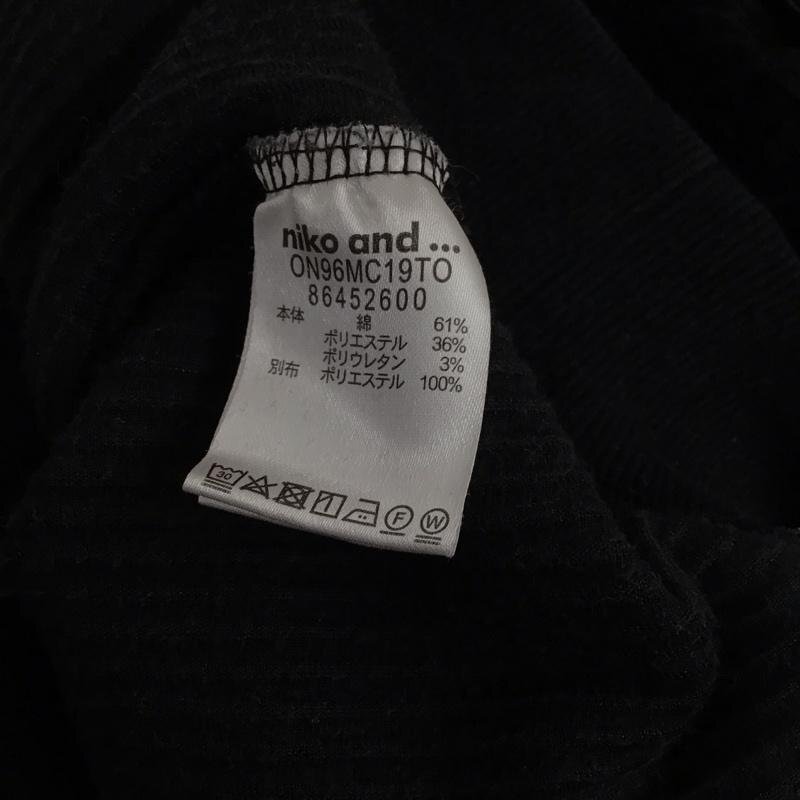 niko and ...
ON96MC19TO
86452600
本体 綿 61%
ポリエステル 36%
ポリウレタン 3%
別布 ポリエステル 100%
30 F W